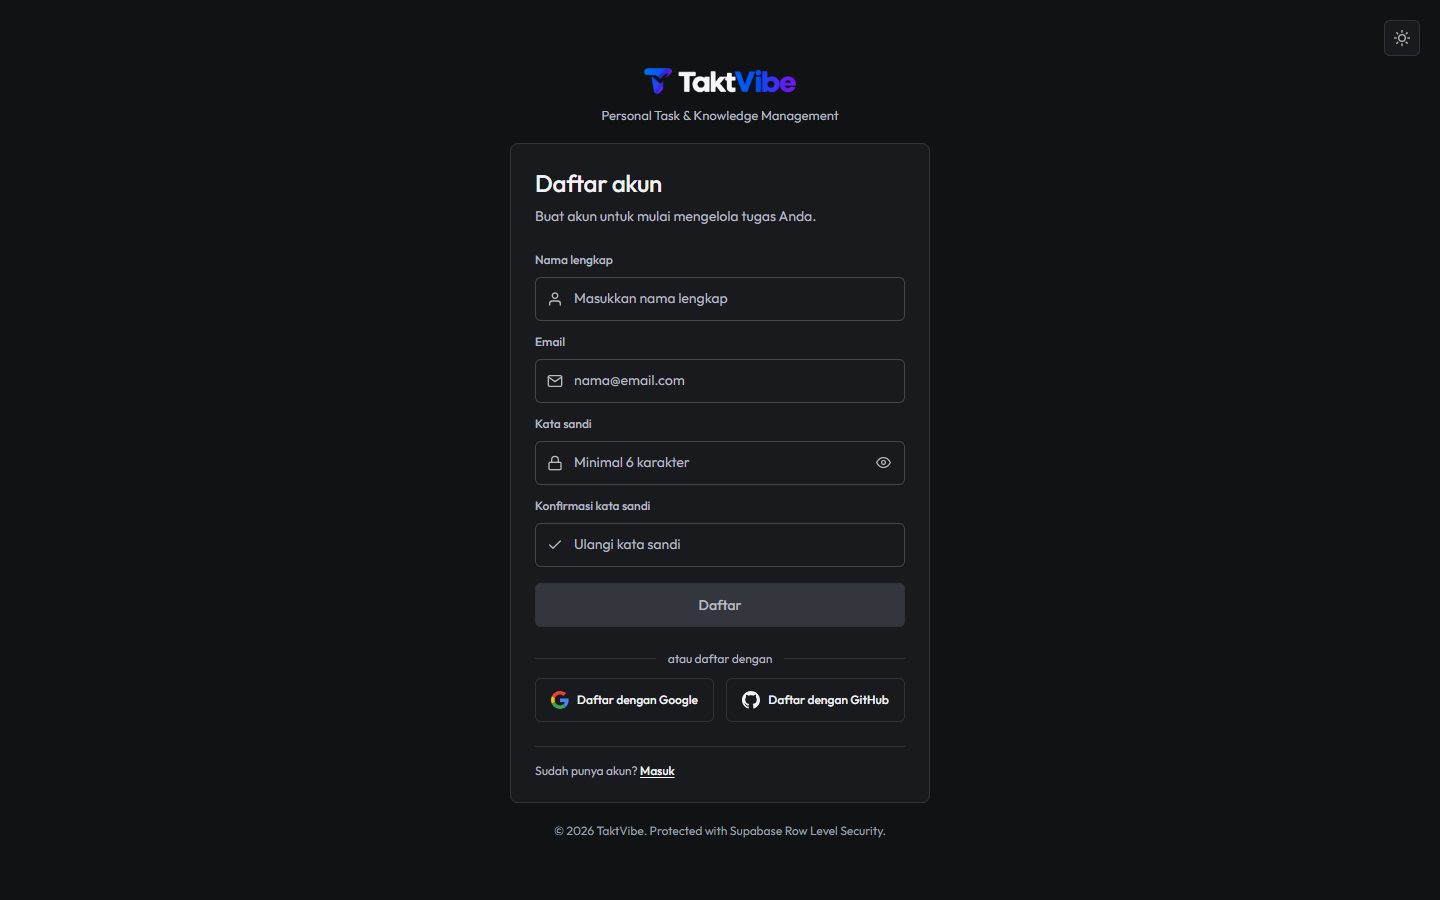 TaktVibe
Personal Task & Knowledge Management
Daftar akun
Buat akun untuk mulai mengelola tugas Anda.
Nama lengkap
Masukkan nama lengkap
Email
nama@email.com
Kata sandi
Minimal 6 karakter
Konfirmasi kata sandi
Ulangi kata sandi
Daftar
atau daftar dengan
Daftar dengan Google
Daftar dengan GitHub
Sudah punya akun? Masuk
© 2026 TaktVibe. Protected with Supabase Row Level Security.